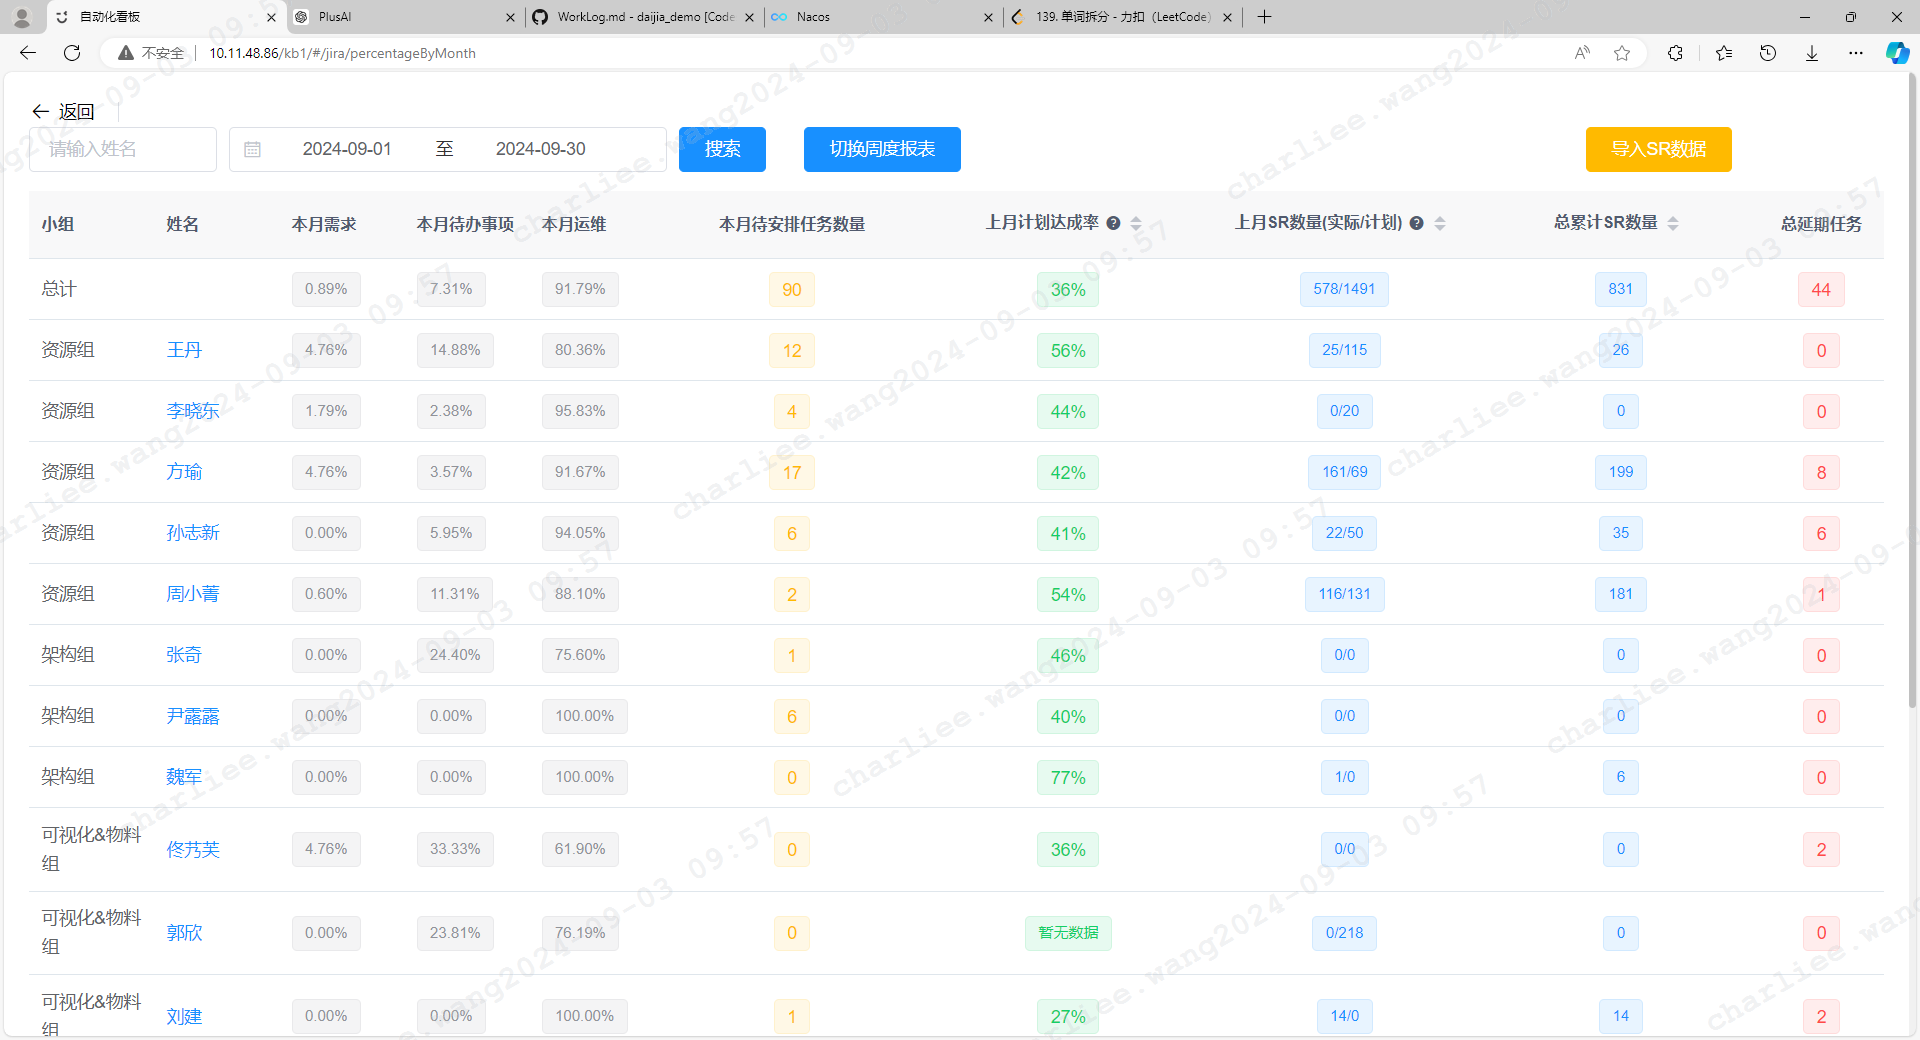 自动化看板
PlusAI
WorkLog.md - daijia_demo [Code
Nacos
139. 单词拆分 - 力扣（LeetCode）
不安全
10.11.48.86/kb1/#/jira/percentageByMonth
返回
请输入姓名
2024-09-01 至 2024-09-30
搜索
切换周度报表
导入SR数据
小组 姓名 本月需求 本月待办事项 本月运维 本月待安排任务数量 上月计划达成率 上月SR数量(实际/计划) 总累计SR数量 总延期任务
总计 0.89% 7.31% 91.79% 90 36% 578/1491 831 44
资源组 王丹 4.76% 14.88% 80.36% 12 56% 25/115 26 0
资源组 李晓东 1.79% 2.38% 95.83% 4 44% 0/20 0 0
资源组 方瑜 4.76% 3.57% 91.67% 17 42% 161/69 199 8
资源组 孙志新 0.00% 5.95% 94.05% 6 41% 22/50 35 6
资源组 周小菁 0.60% 11.31% 88.10% 2 54% 116/131 181 1
架构组 张奇 0.00% 24.40% 75.60% 1 46% 0/0 0 0
架构组 尹露露 0.00% 0.00% 100.00% 6 40% 0/0 0 0
架构组 魏军 0.00% 0.00% 100.00% 0 77% 1/0 6 0
可视化&物料
组 佟艿芙 4.76% 33.33% 61.90% 0 36% 0/0 0 2
可视化&物料
组 郭欣 0.00% 23.81% 76.19% 0 暂无数据 0/218 0 0
可视化&物料
组 刘建 0.00% 0.00% 100.00% 1 27% 14/0 14 2
charliee.wang2024-09-03 09:57